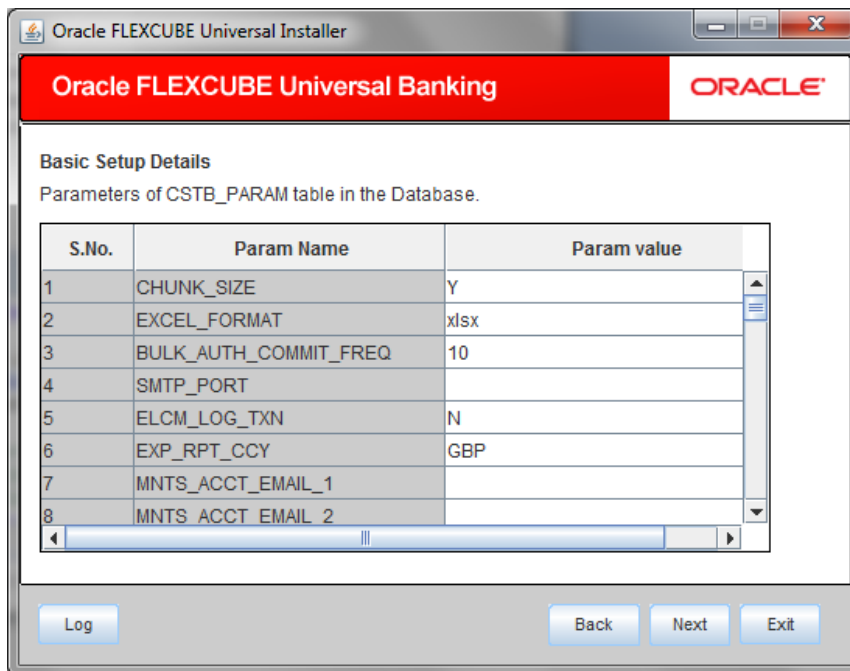 Oracle FLEXCUBE Universal Installer
Oracle FLEXCUBE Universal Banking
ORACLE
Basic Setup Details
Parameters of CSTB_PARAM table in the Database.
S.No. Param Name Param value
1 CHUNK_SIZE Y
2 EXCEL_FORMAT xlsx
3 BULK_AUTH_COMMIT_FREQ 10
4 SMTP_PORT
5 ELCM_LOG_TXN N
6 EXP_RPT_CCY GBP
7 MNTS_ACCT_EMAIL_1
8 MNTS_ACCT_EMAIL_2
Log Back Next Exit